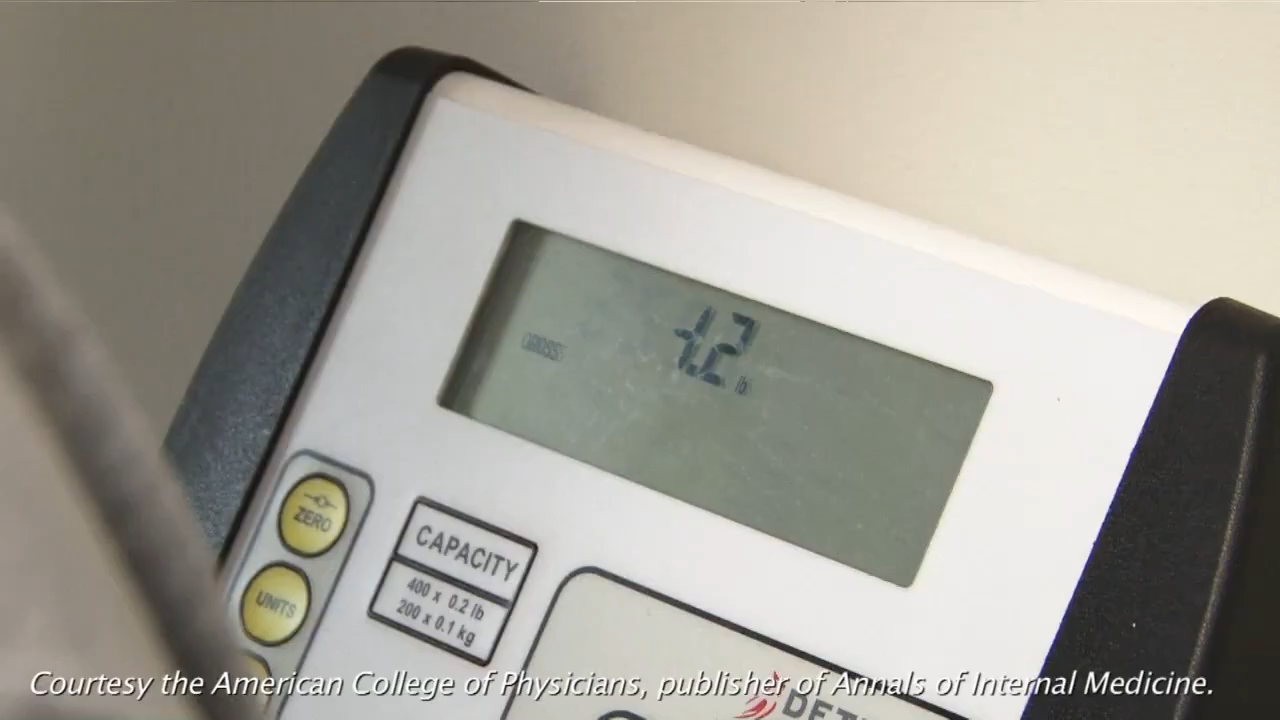 GROSS
1.2
lb
ZERO
UNITS
CAPACITY
400 x 0.2 lb
200 x 0.1 kg
Courtesy the American College of Physicians, publisher of Annals of Internal Medicine.